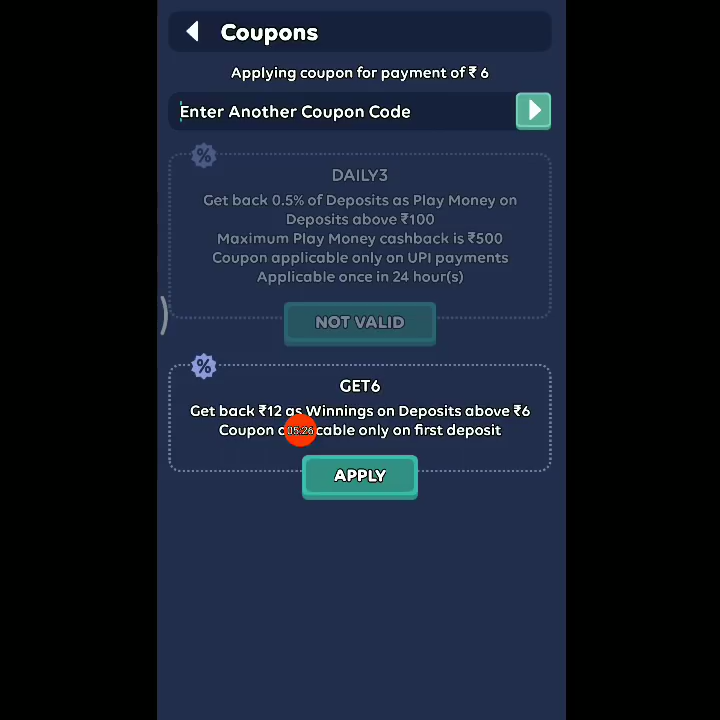 Coupons
Applying coupon for payment of ₹ 6
Enter Another Coupon Code
%
DAILY3
Get back 0.5% of Deposits as Play Money on
Deposits above ₹100
Maximum Play Money cashback is ₹500
Coupon applicable only on UPI payments
Applicable once in 24 hour(s)
NOT VALID
%
GET6
Get back ₹12 as Winnings on Deposits above ₹6
Coupon 05:26 only on first deposit
APPLY